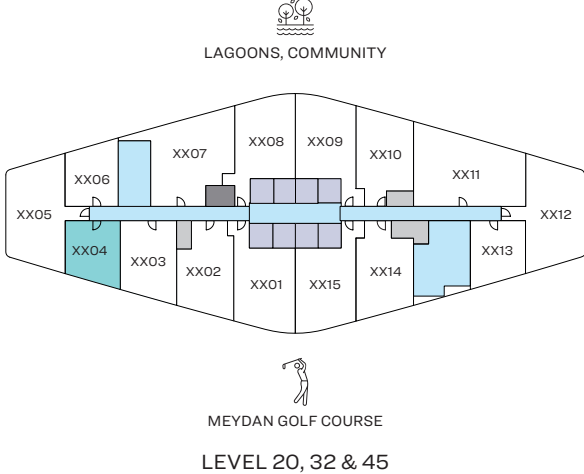 LAGOONS, COMMUNITY
XX08
XX09
XX07
XX10
XX06
XX11
XX05
XX12
XX04
XX03
XX02
XX01
XX15
XX14
XX13
MEYDAN GOLF COURSE
LEVEL 20, 32 & 45